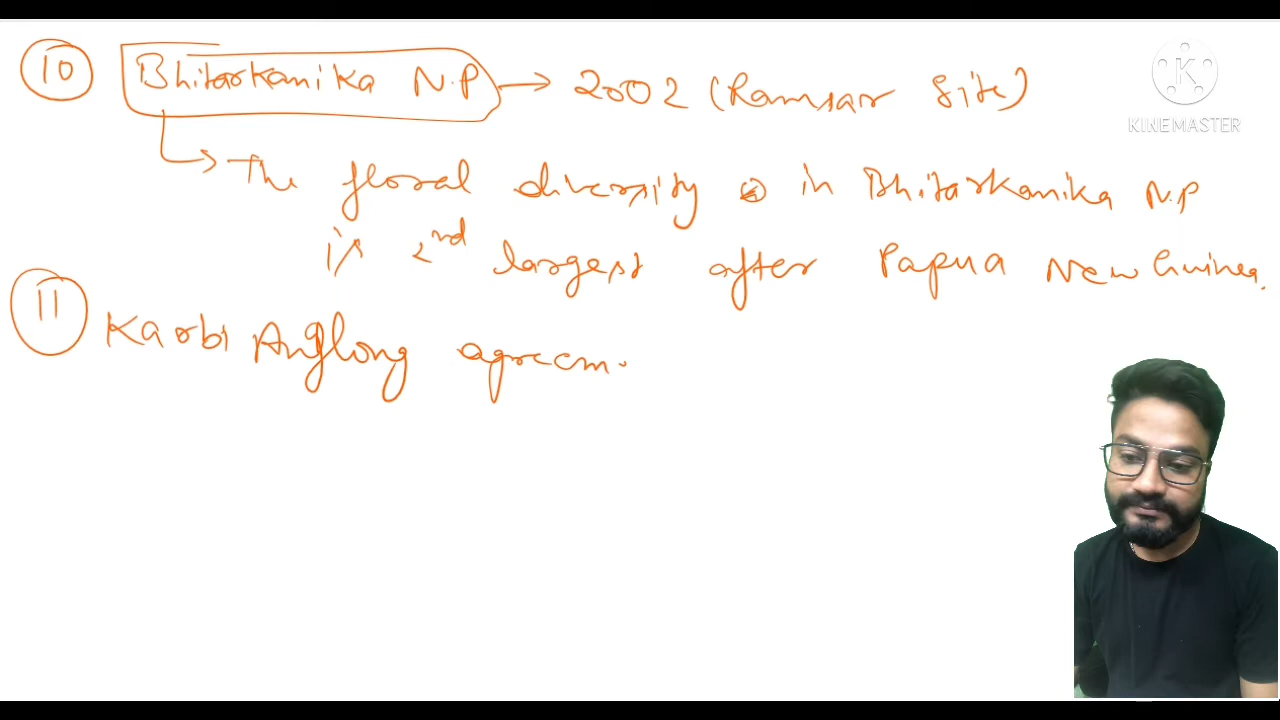 10 Bhitarkanika N.P → 2002 (Ramsar Site)
KINEMASTER
→ The floral diversity in Bhitarkanika N.P
is 2nd largest after Papua New Guinea.
11 Karbi Anglong agreem.